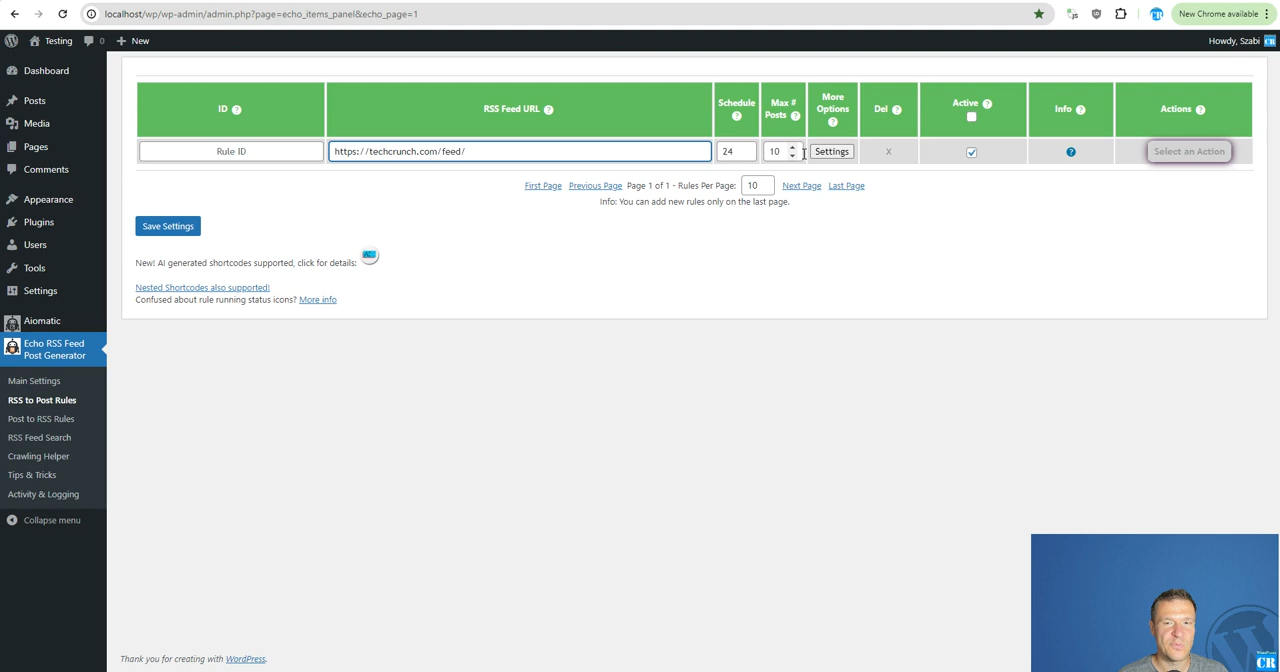 localhost/wp/wp-admin/admin.php?page=echo_items_panel&echo_page=1
New Chrome available
Testing
0
New
Howdy, Szabi
Dashboard
Posts
Media
Pages
Comments
Appearance
Plugins
Users
Tools
Settings
Aiomatic
Echo RSS Feed
Post Generator
Main Settings
RSS to Post Rules
Post to RSS Rules
RSS Feed Search
Crawling Helper
Tips & Tricks
Activity & Logging
Collapse menu
ID
RSS Feed URL
Schedule
Max #
Posts
More
Options
Del
Active
Info
Actions
Rule ID
https://techcrunch.com/feed/
24
10
Settings
X
Select an Action
First Page Previous Page Page 1 of 1 - Rules Per Page: 10 Next Page Last Page
Info: You can add new rules only on the last page.
Save Settings
New! AI generated shortcodes supported, click for details:
Nested Shortcodes also supported!
Confused about rule running status icons? More info
Thank you for creating with WordPress.
CR